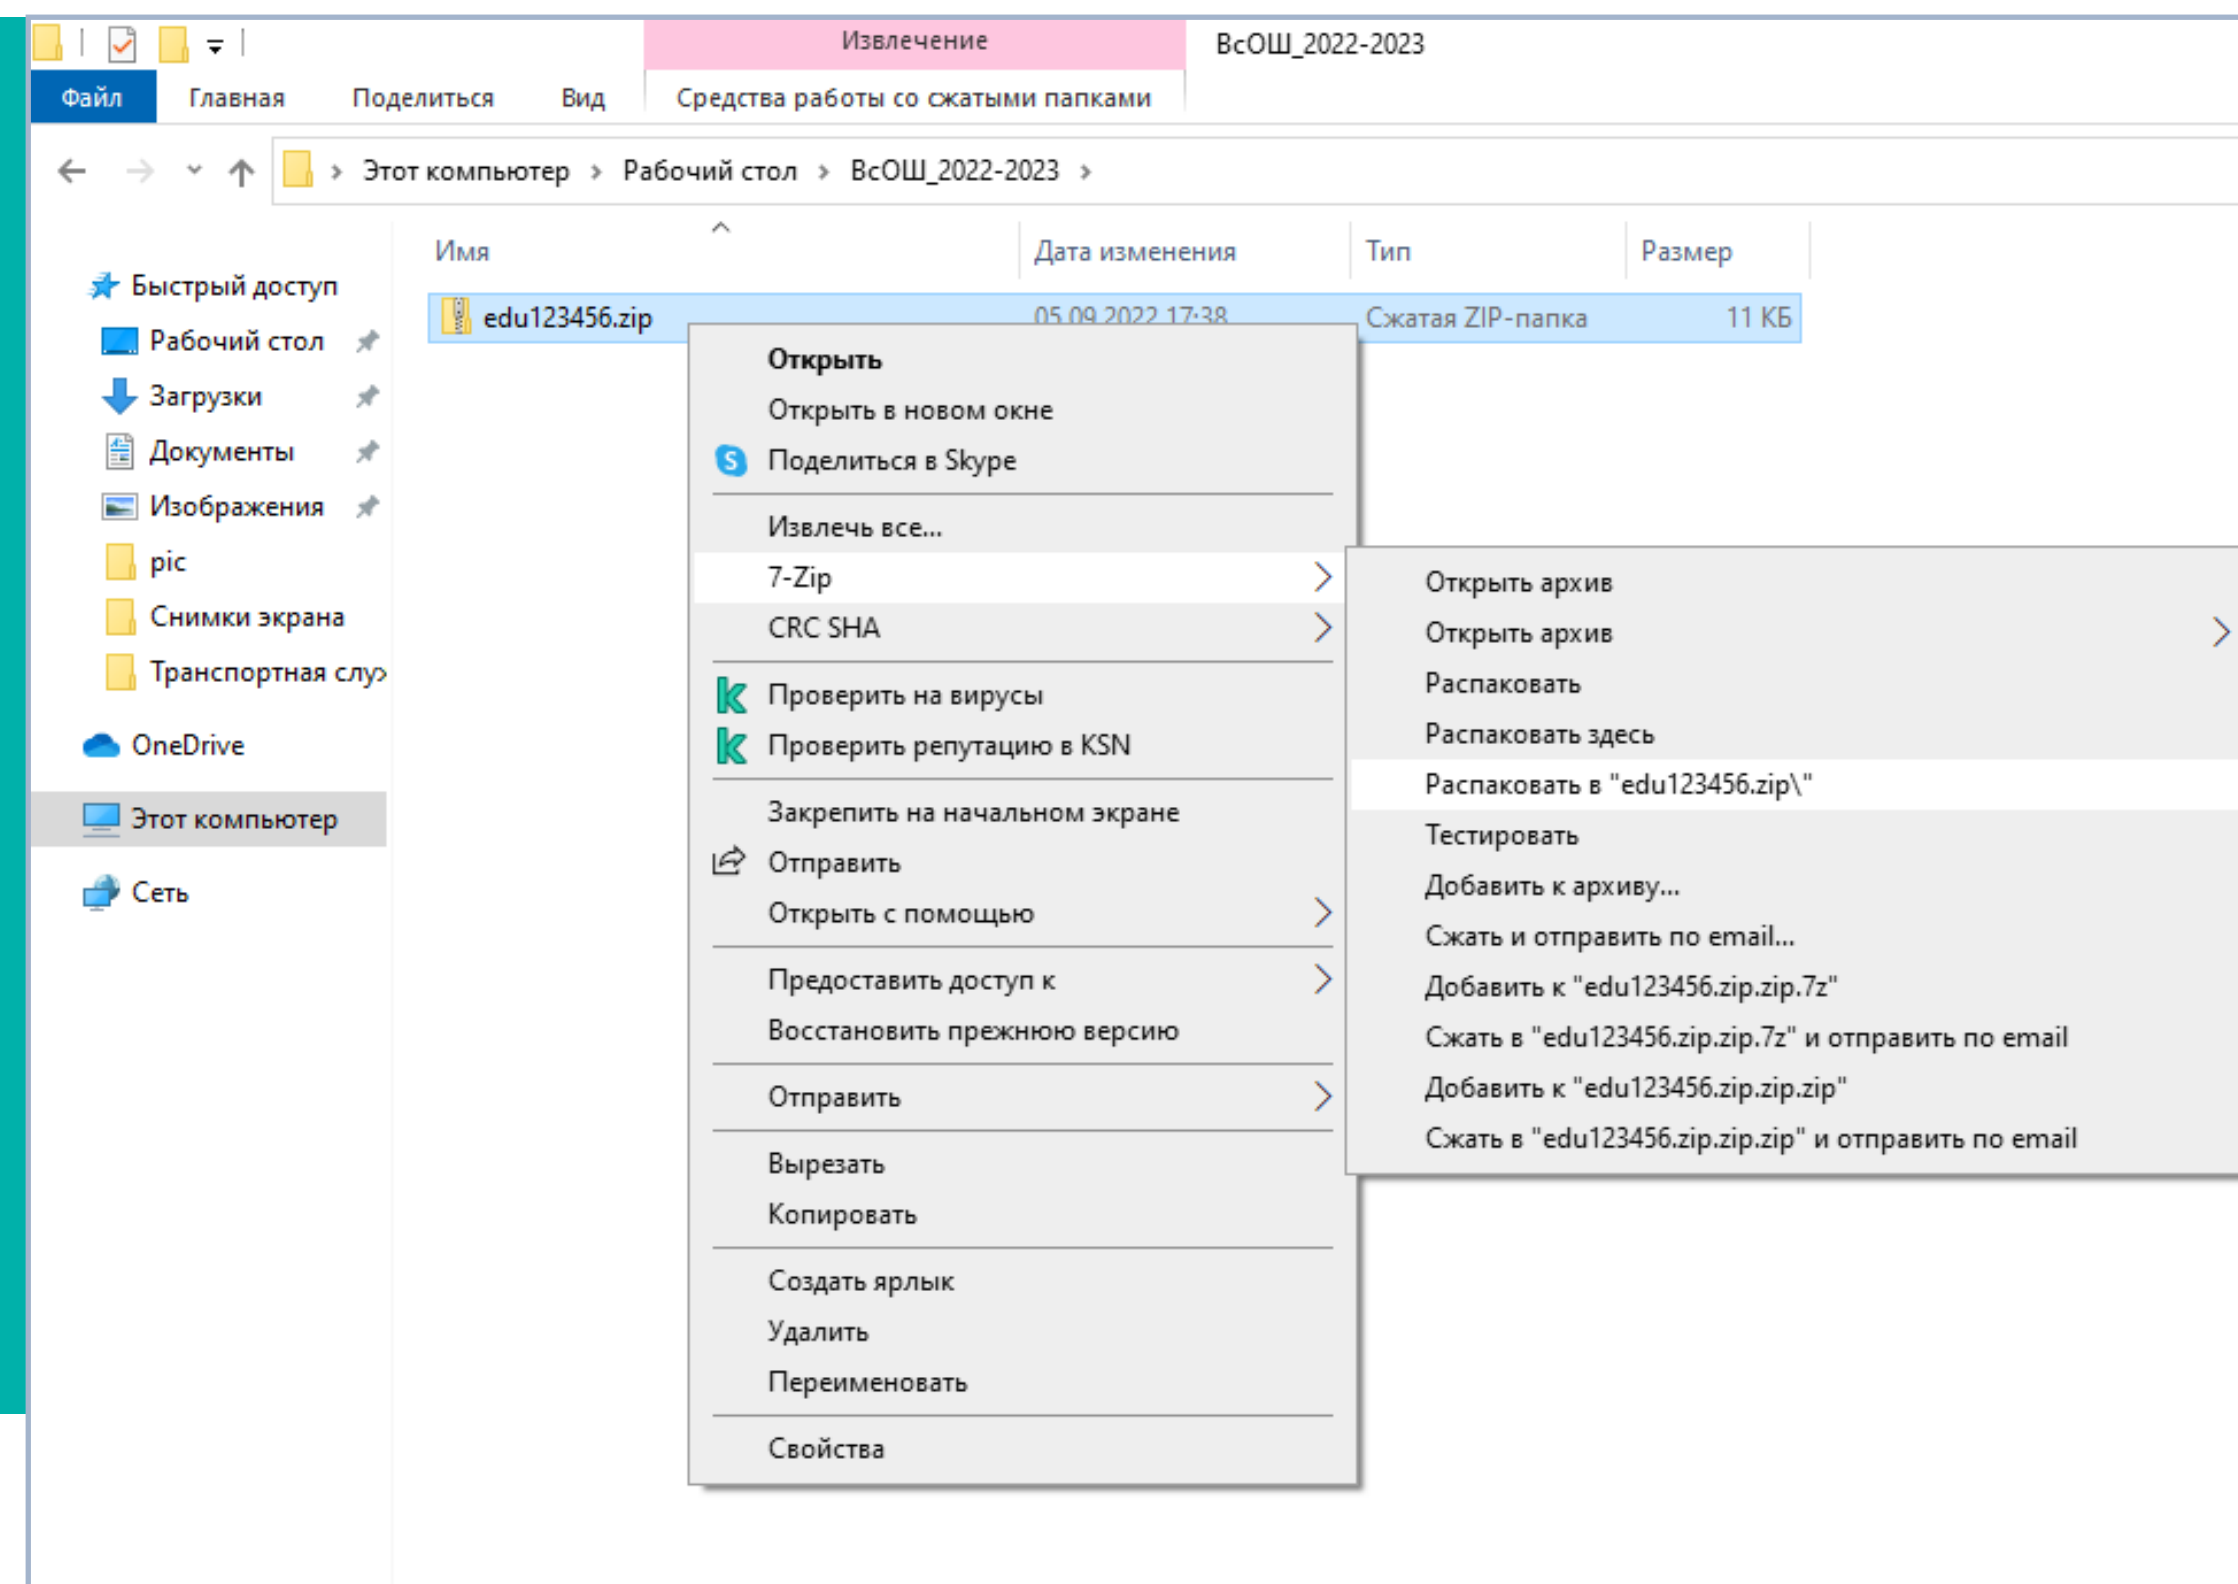 Извлечение
ВсОШ_2022-2023
Файл
Главная
Поделиться
Вид
Средства работы со сжатыми папками
Этот компьютер
Рабочий стол
ВсОШ_2022-2023
Имя
Дата изменения
Тип
Размер
edu123456.zip
05.09.2022 17:38
Сжатая ZIP-папка
11 КБ
Быстрый доступ
Рабочий стол
Загрузки
Документы
Изображения
pic
Снимки экрана
Транспортная
OneDrive
Этот компьютер
Сеть
Открыть
Открыть в новом окне
Поделиться в Skype
Извлечь все...
7-Zip
CRC SHA
Проверить на вирусы
Проверить репутацию в KSN
Закрепить на начальном экране
Отправить
Открыть с помощью
Предоставить доступ к
Восстановить прежнюю версию
Отправить
Вырезать
Копировать
Создать ярлык
Удалить
Переименовать
Свойства
Открыть архив
Открыть архив
Распаковать
Распаковать здесь
Распаковать в "edu123456.zip\"
Тестировать
Добавить к архиву...
Сжать и отправить по email...
Добавить к "edu123456.zip.zip.7z"
Сжать в "edu123456.zip.zip.7z" и отправить по email
Добавить к "edu123456.zip.zip.zip"
Сжать в "edu123456.zip.zip.zip" и отправить по email